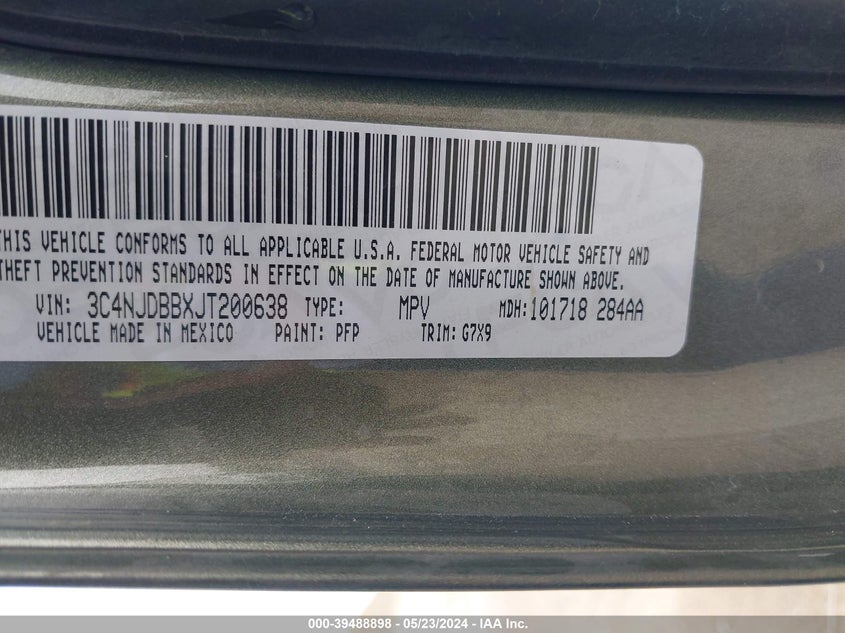 THIS VEHICLE CONFORMS TO ALL APPLICABLE U.S.A. FEDERAL MOTOR VEHICLE SAFETY AND
THEFT PREVENTION STANDARDS IN EFFECT ON THE DATE OF MANUFACTURE SHOWN ABOVE.
VIN: 3C4NJDBBXJT200638 TYPE: MPV MDH:101718 284AA
VEHICLE MADE IN MEXICO PAINT: PFP TRIM: G7X9
000-39488898 - 05/23/2024 - IAA Inc.